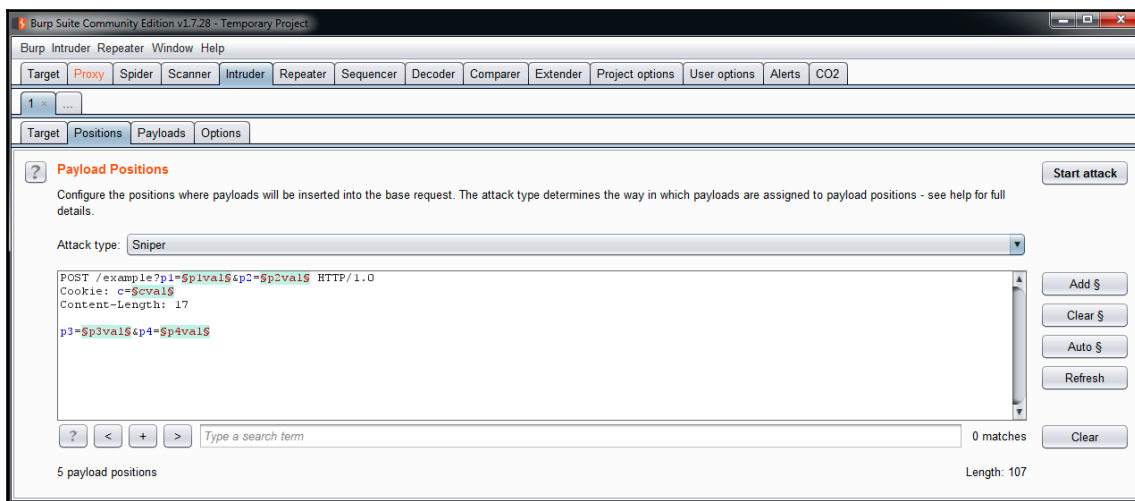 Burp Suite Community Edition v1.7.28 - Temporary Project
Burp Intruder Repeater Window Help
Target Proxy Spider Scanner Intruder Repeater Sequencer Decoder Comparer Extender Project options User options Alerts CO2
1 × ...
Target Positions Payloads Options
? Payload Positions Start attack
Configure the positions where payloads will be inserted into the base request. The attack type determines the way in which payloads are assigned to payload positions - see help for full
details.
Attack type: Sniper
POST /example?p1=§p1val§&p2=§p2val§ HTTP/1.0
Cookie: c=§cval§
Content-Length: 17
p3=§p3val§&p4=§p4val§
Add §
Clear §
Auto §
Refresh
? < + > Type a search term 0 matches Clear
5 payload positions Length: 107